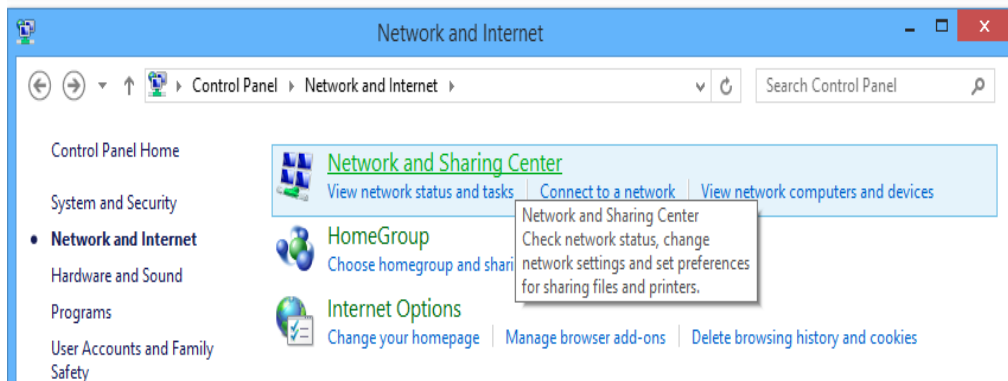 Network and Internet
Control Panel Network and Internet
Search Control Panel
Control Panel Home
System and Security
Network and Internet
Hardware and Sound
Programs
User Accounts and Family
Safety
Network and Sharing Center
View network status and tasks Connect to a network View network computers and devices
Network and Sharing Center
Check network status, change
network settings and set preferences
for sharing files and printers.
HomeGroup
Choose homegroup and shari
Internet Options
Change your homepage Manage browser add-ons Delete browsing history and cookies